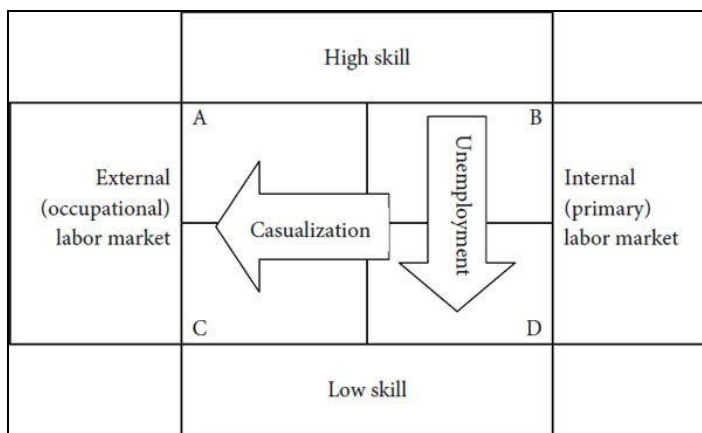 High skill
A
B
External
(occupational)
labor market
Casualization
Unemployment
Internal
(primary)
labor market
C
D
Low skill